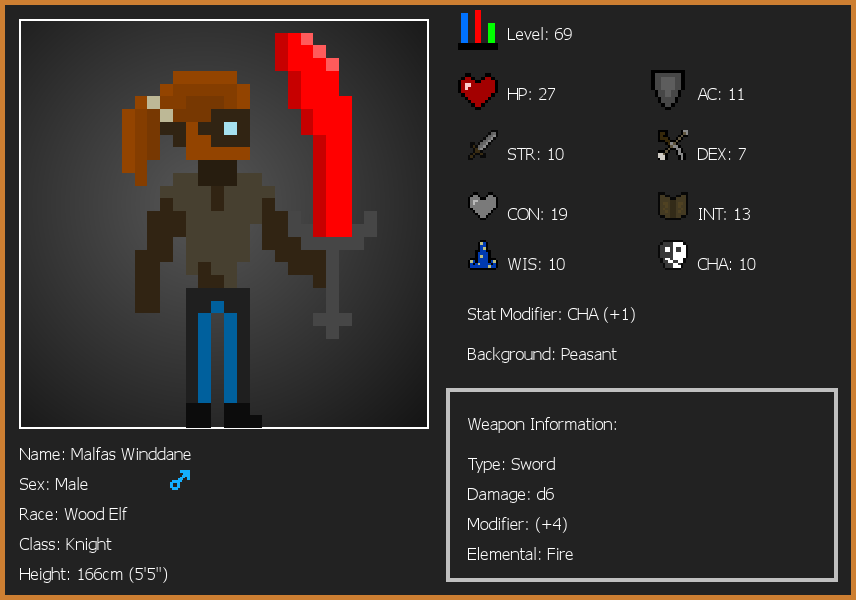 Level: 69
HP: 27
AC: 11
STR: 10
DEX: 7
CON: 19
INT: 13
WIS: 10
CHA: 10
Stat Modifier: CHA (+1)
Background: Peasant
Weapon Information:
Type: Sword
Damage: d6
Modifier: (+4)
Elemental: Fire
Name: Malfas Winddane
Sex: Male
Race: Wood Elf
Class: Knight
Height: 166cm (5'5")